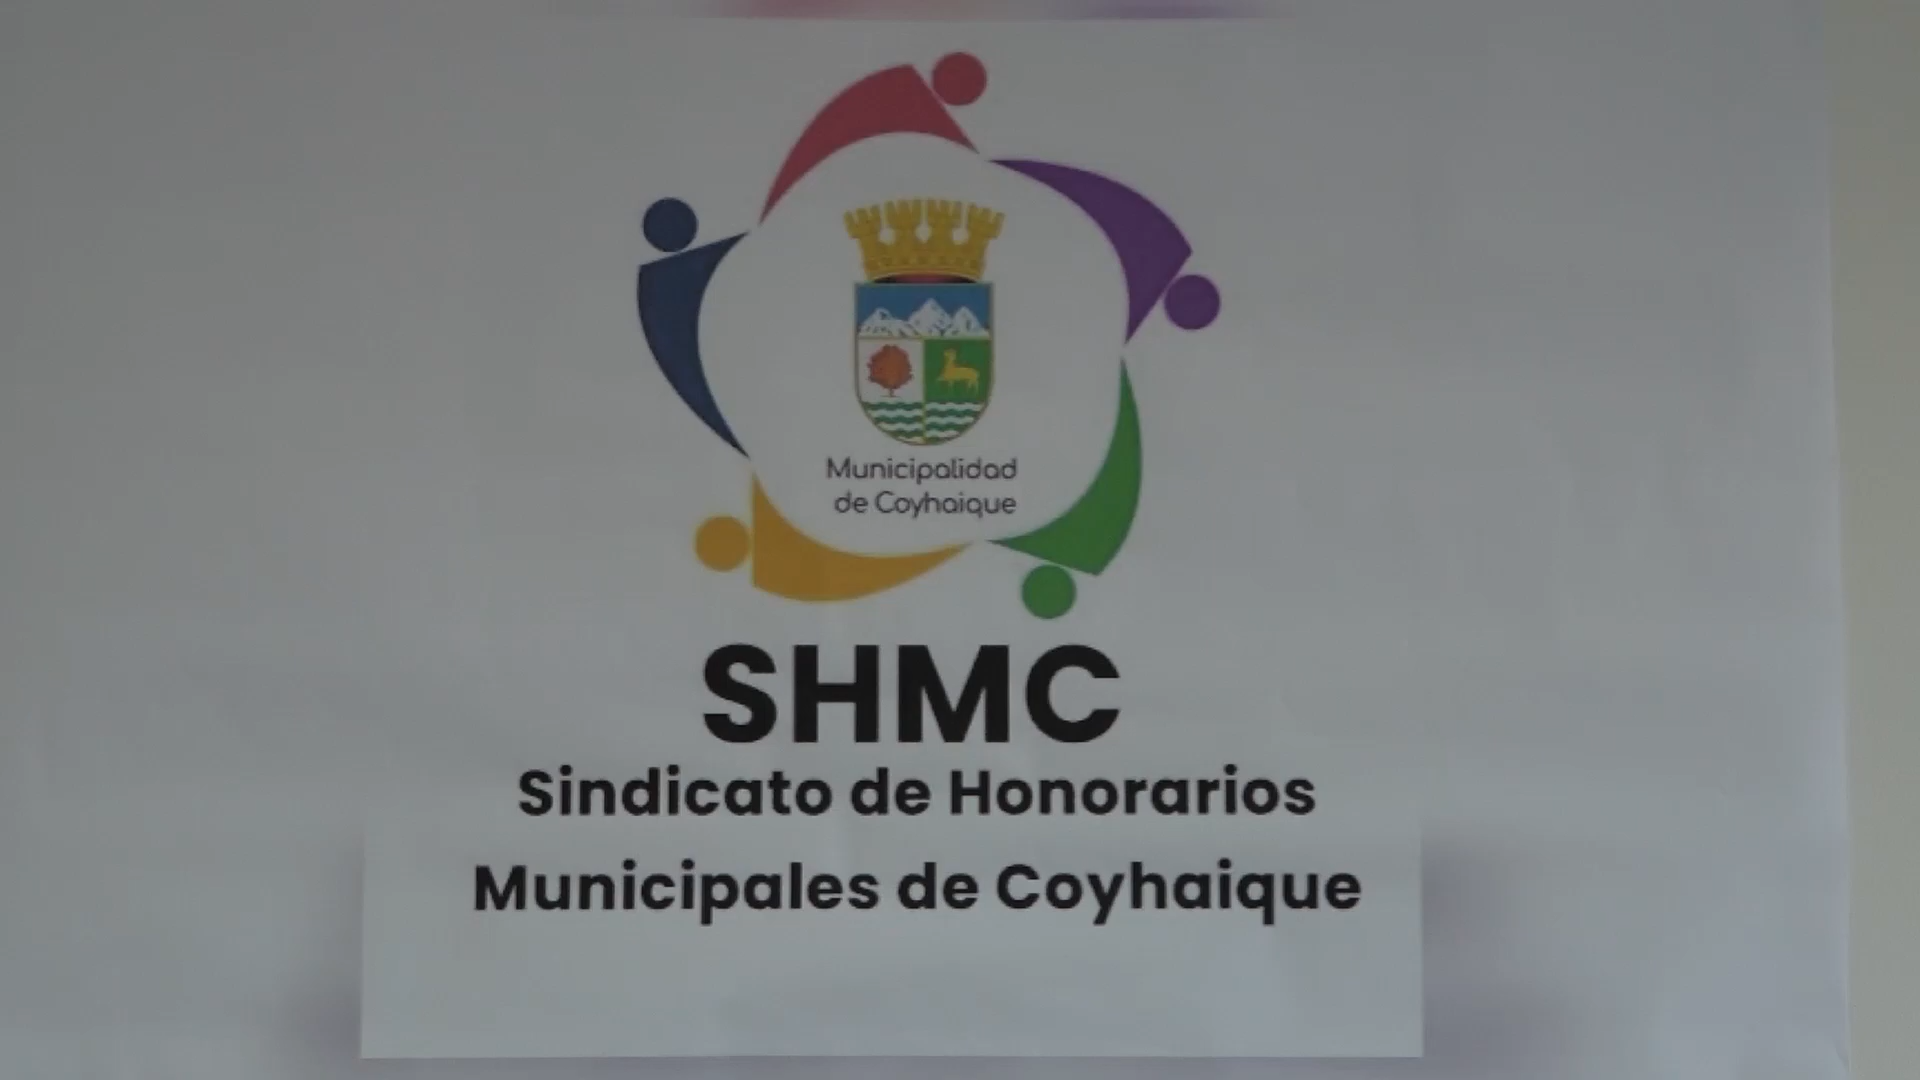 Municipalidad
de Coyhaique
SHMC
Sindicato de Honorarios
Municipales de Coyhaique